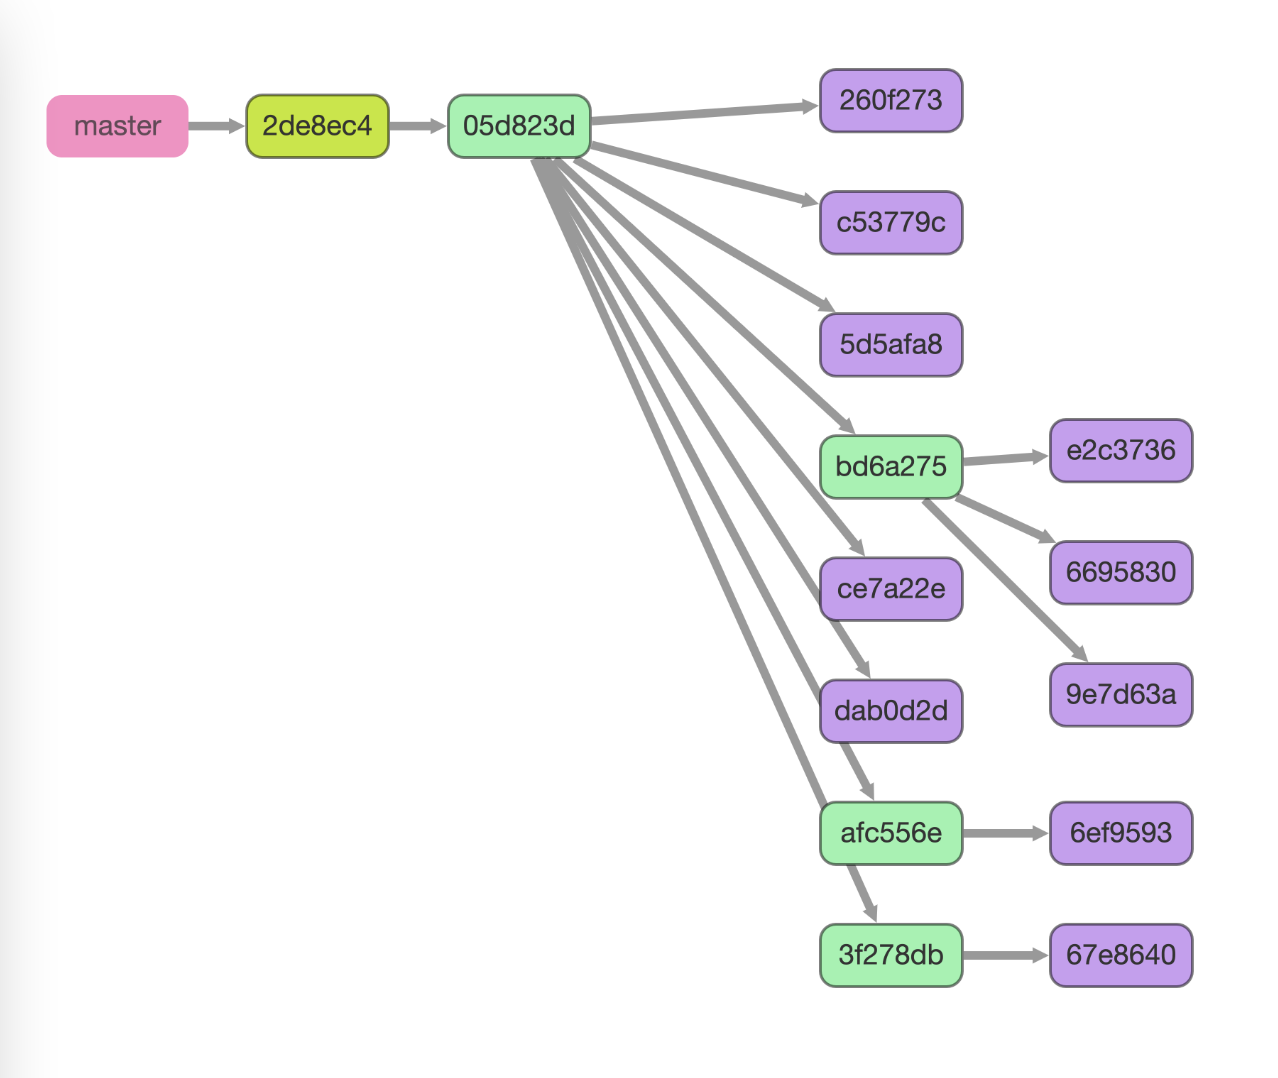 master
2de8ec4
05d823d
260f273
c53779c
5d5afa8
bd6a275
e2c3736
6695830
9e7d63a
ce7a22e
dab0d2d
afc556e
6ef9593
3f278db
67e8640